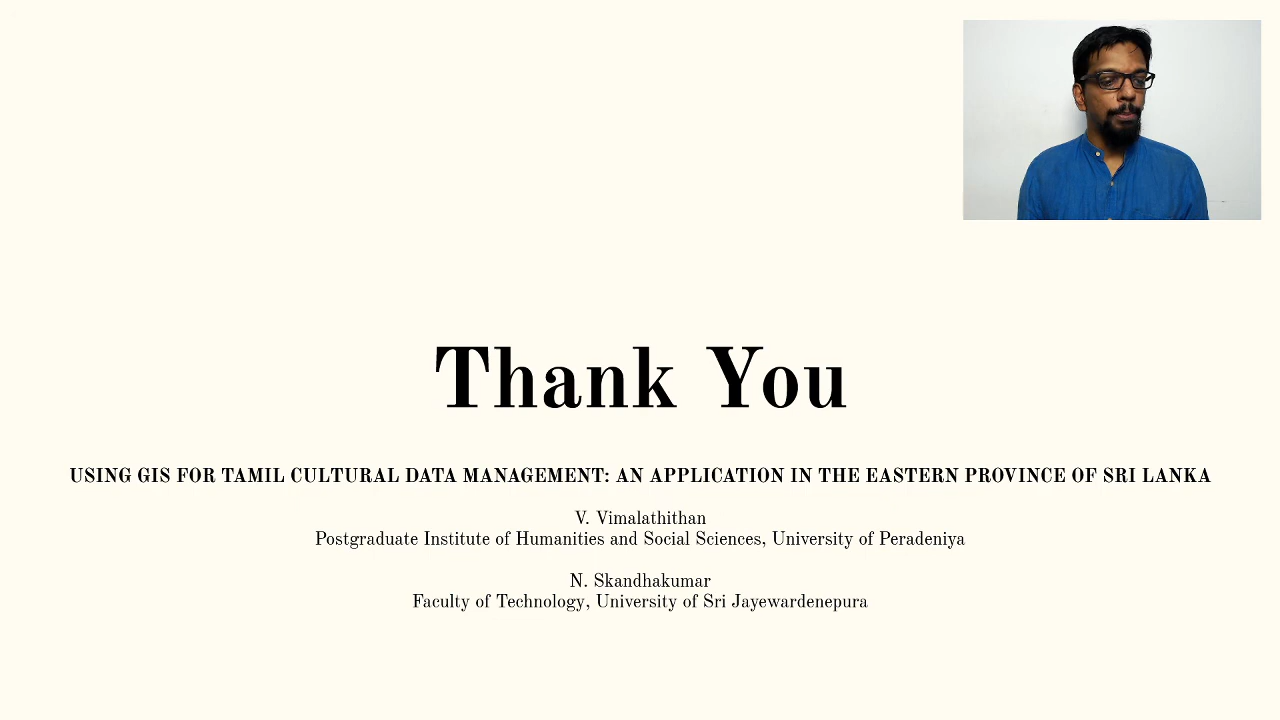 Thank You
USING GIS FOR TAMIL CULTURAL DATA MANAGEMENT: AN APPLICATION IN THE EASTERN PROVINCE OF SRI LANKA
V. Vimalathithan
Postgraduate Institute of Humanities and Social Sciences, University of Peradeniya
N. Skandhakumar
Faculty of Technology, University of Sri Jayewardenepura